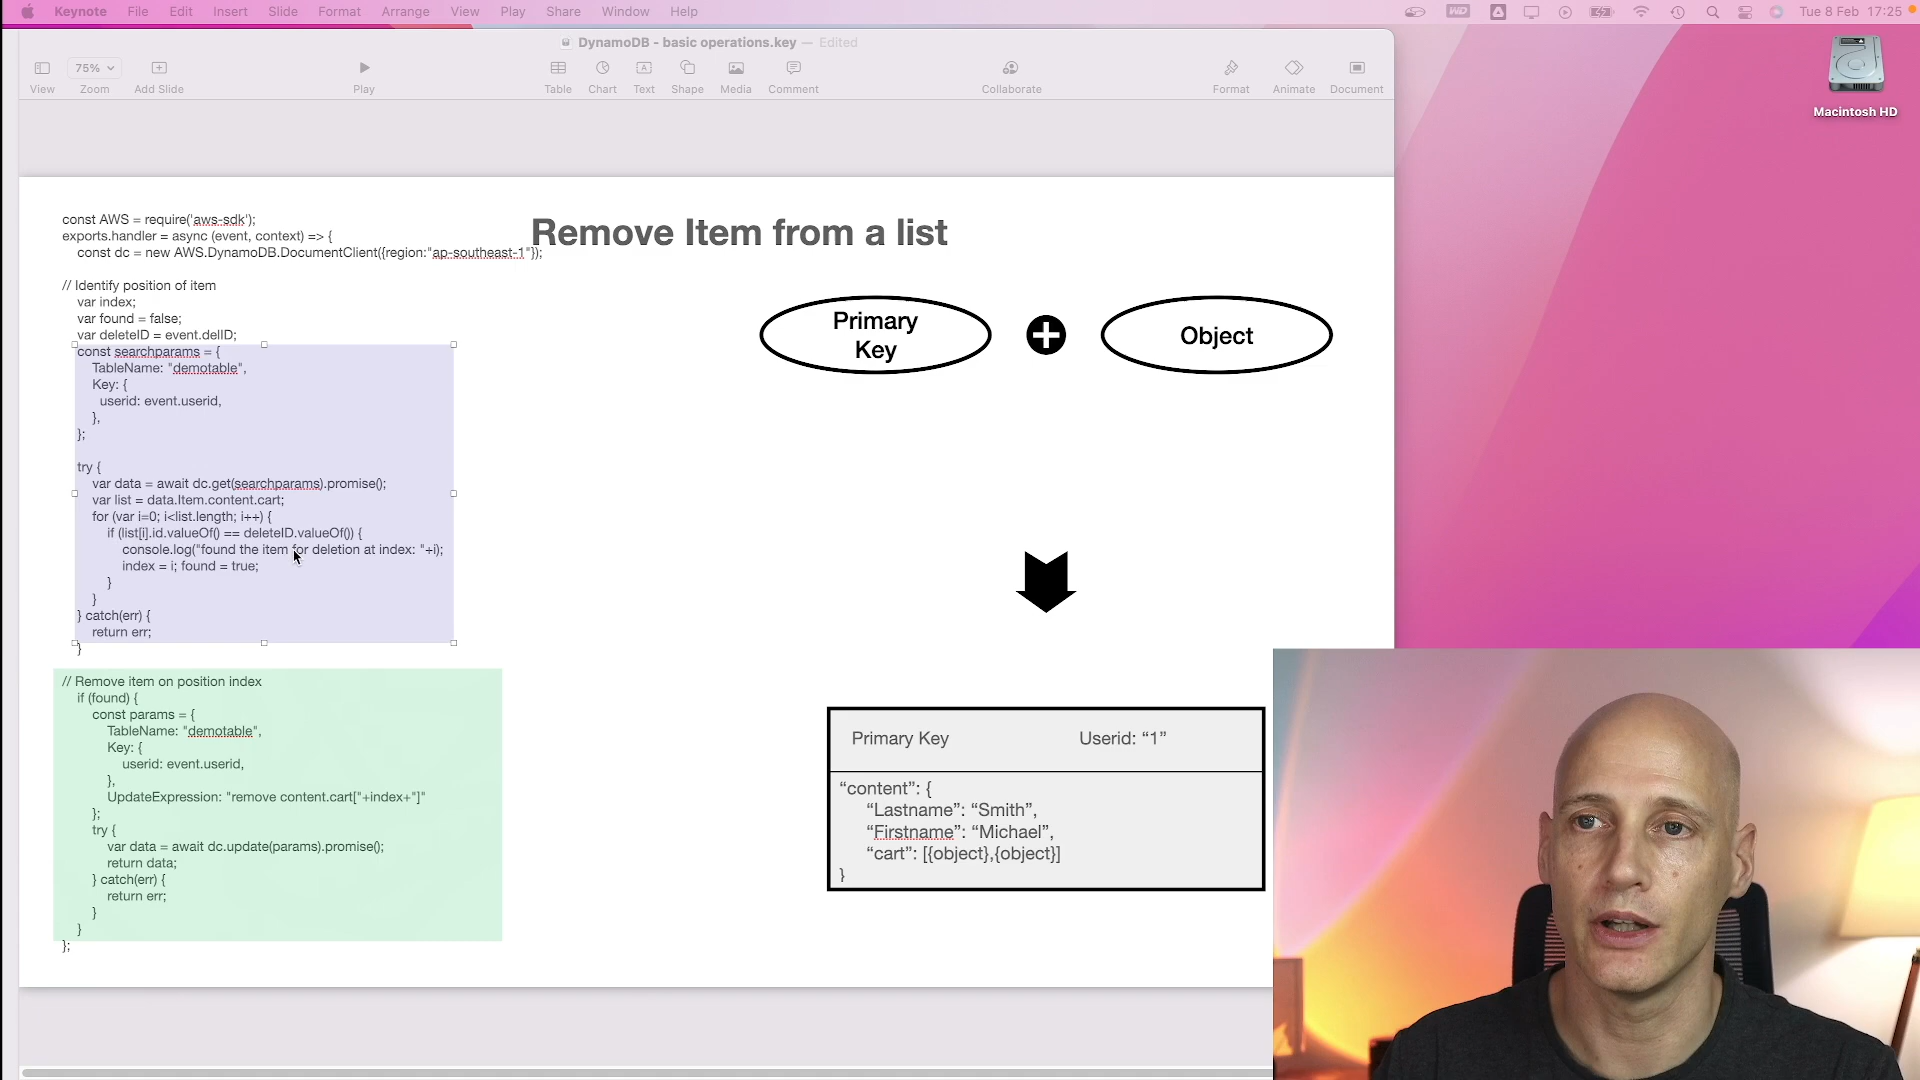 Keynote File Edit Insert Slide Format Arrange View Play Share Window Help
WD
Tue 8 Feb 17:25
DynamoDB - basic operations.key — Edited
75%
View Zoom Add Slide Play Table Chart Text Shape Media Comment Collaborate Format Animate Document
Macintosh HD
Remove Item from a list
const AWS = require('aws-sdk');
exports.handler = async (event, context) => {
const dc = new AWS.DynamoDB.DocumentClient({region:"ap-southeast-1"});
// Identify position of item
var index;
var found = false;
var deleteID = event.delID;
const searchparams = {
TableName: "demotable",
Key: {
userid: event.userid,
},
};
try {
var data = await dc.get(searchparams).promise();
var list = data.Item.content.cart;
for (var i=0; i<list.length; i++) {
if (list[i].id.valueOf() == deleteID.valueOf()) {
console.log("found the item for deletion at index: "+i);
index = i; found = true;
}
}
} catch(err) {
return err;
}
// Remove item on position index
if (found) {
const params = {
TableName: "demotable",
Key: {
userid: event.userid,
},
UpdateExpression: "remove content.cart["+index+"]"
};
try {
var data = await dc.update(params).promise();
return data;
} catch(err) {
return err;
}
}
};
Primary
Key
Object
Primary Key Userid: “1”
“content”: {
“Lastname”: “Smith”,
“Firstname”: “Michael”,
“cart”: [{object},{object}]
}